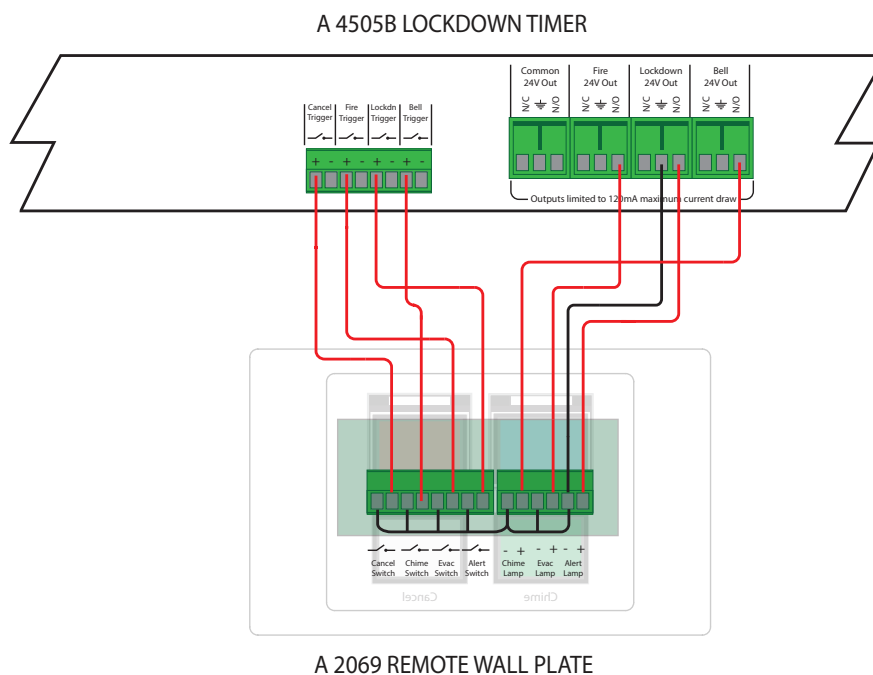 A 4505B LOCKDOWN TIMER
Common Fire Lockdown Bell
24V Out 24V Out 24V Out 24V Out
N/C N/O N/C N/O N/C N/O N/C N/O
Cancel Fire Lockdn Bell
Trigger Trigger Trigger Trigger
+ - + - + - + -
Outputs limited to 120mA maximum current draw
- + - + - +
Cancel Chime Evac Alert Chime Evac Alert
Switch Switch Switch Switch Lamp Lamp Lamp
Cancel Chime
A 2069 REMOTE WALL PLATE